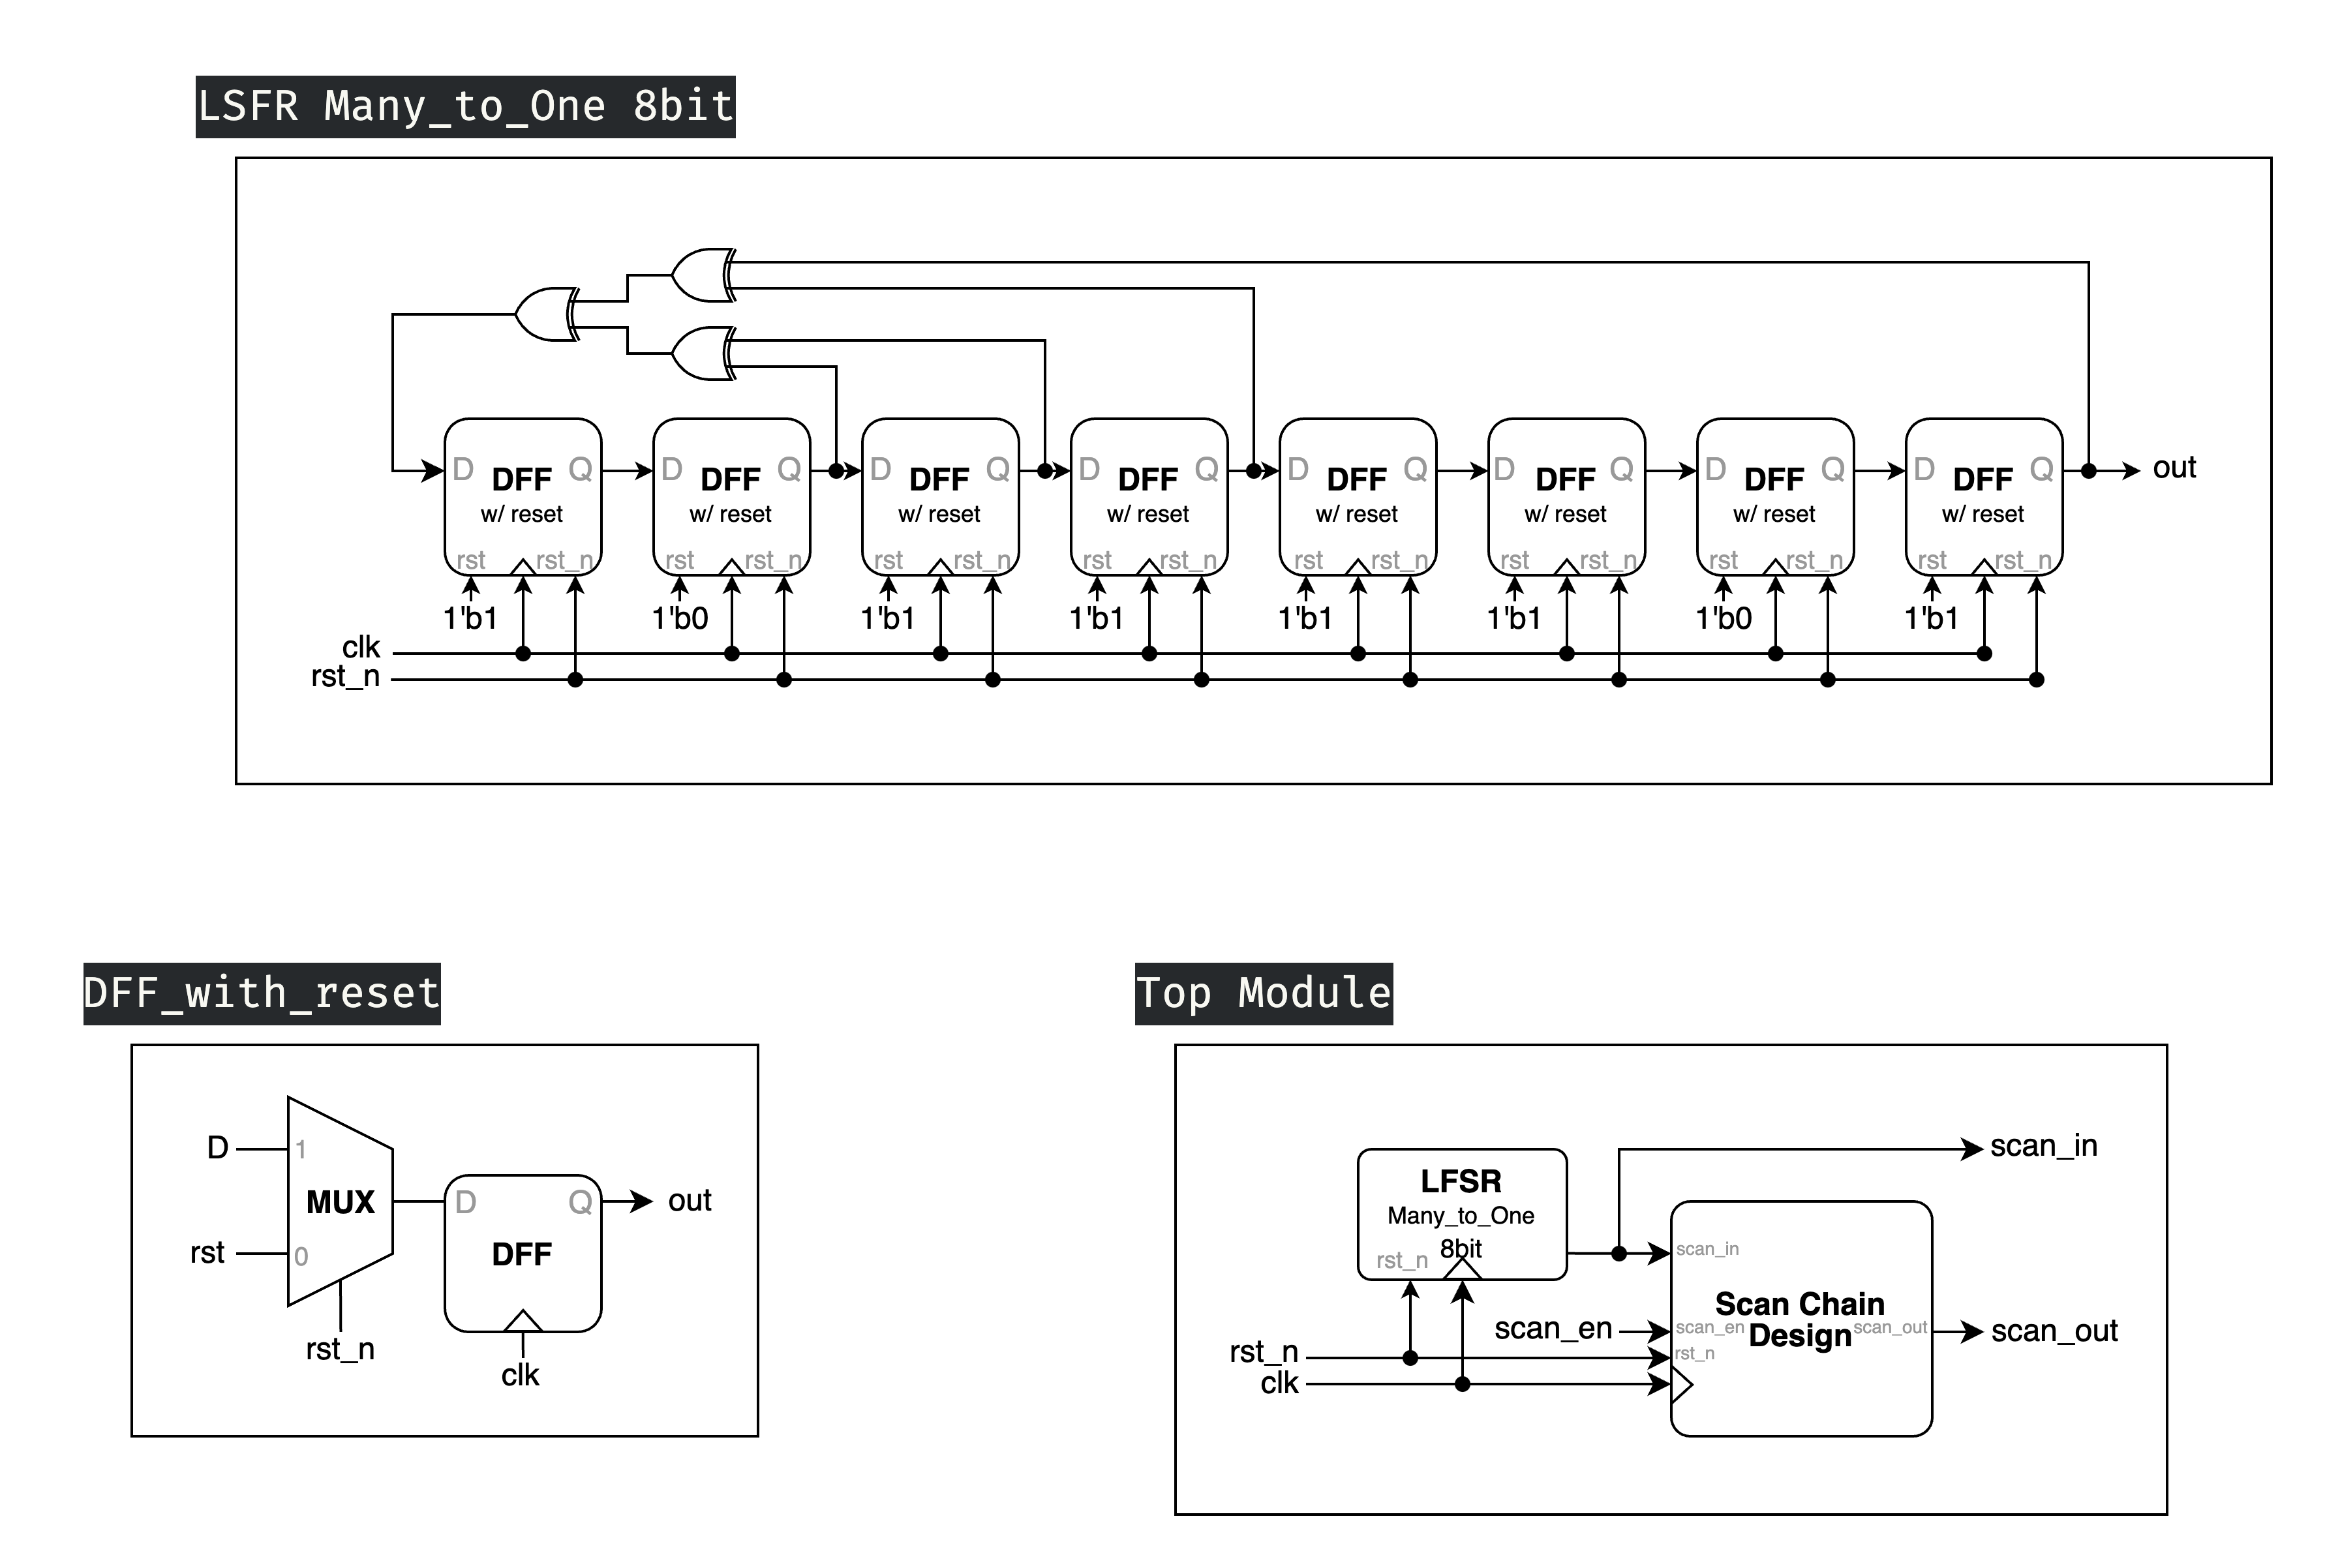 LSFR Many_to_One 8bit
D DFF Q D DFF Q D DFF Q D DFF Q D DFF Q D DFF Q D DFF Q D DFF Q out
w/ reset w/ reset w/ reset w/ reset w/ reset w/ reset w/ reset w/ reset
rst rst_n rst rst_n rst rst_n rst rst_n rst rst_n rst rst_n rst rst_n rst rst_n
1'b1 1'b0 1'b1 1'b1 1'b1 1'b1 1'b0 1'b1
clk
rst_n
DFF_with_reset
D 1
MUX D Q out
rst 0 DFF
rst_n
clk
Top Module
scan_in
LFSR
Many_to_One
8bit
rst_n
scan_in
Scan Chain
scan_en scan_en Design scan_out scan_out
rst_n rst_n
clk